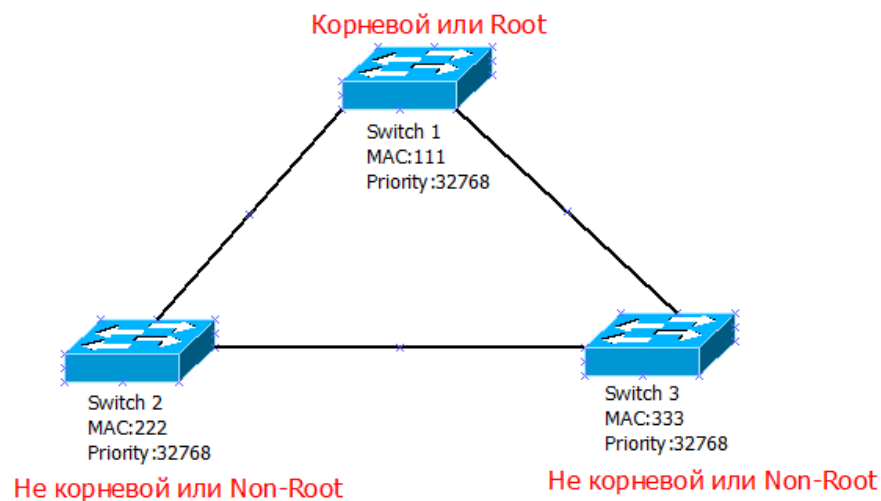 Корневой или Root
Switch 1
MAC:111
Priority:32768
Switch 2
MAC:222
Priority:32768
Не корневой или Non-Root
Switch 3
MAC:333
Priority:32768
Не корневой или Non-Root